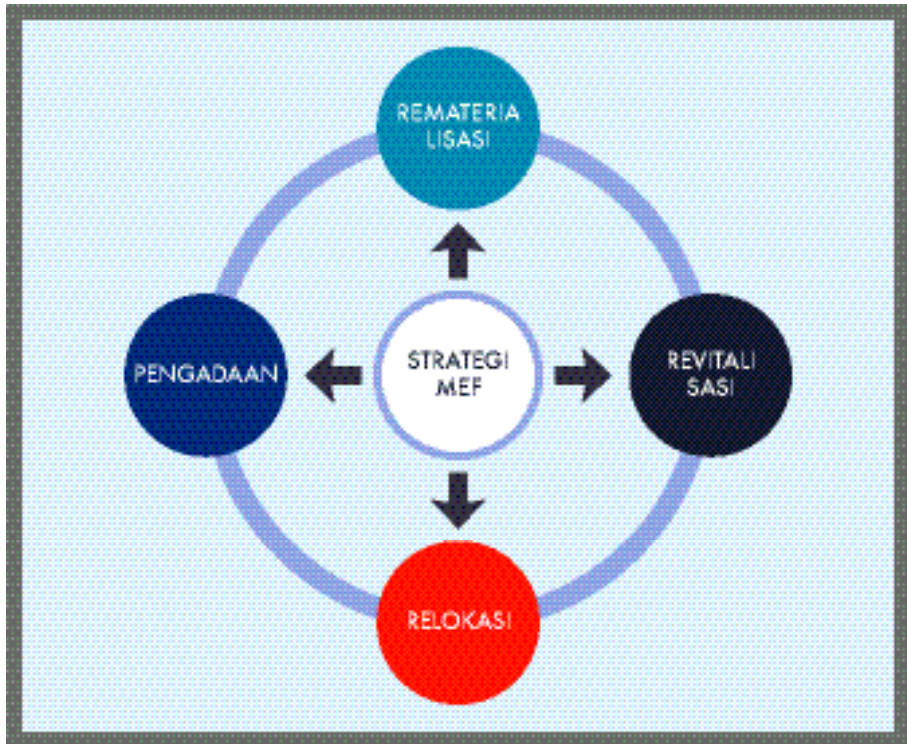 REMATERIA
LISASI
PENGADAAN
STRATEGI
MEF
REVITALI
SASI
RELOKASI